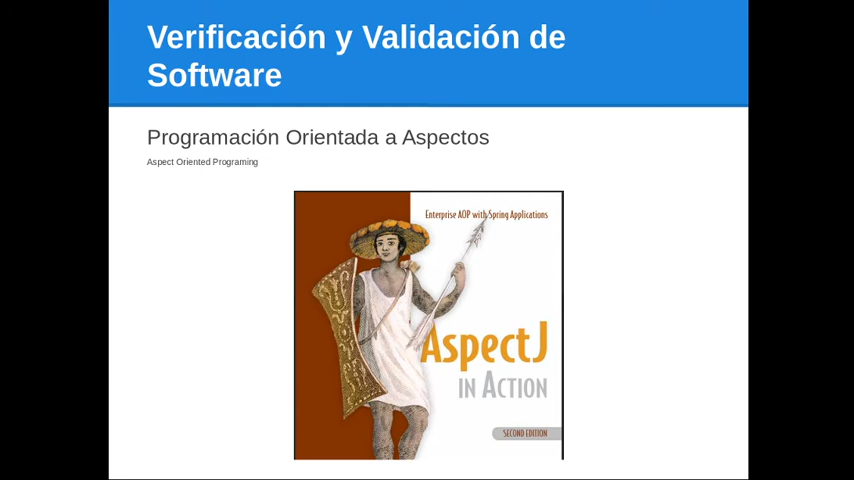 Verificación y Validación de
Software
Programación Orientada a Aspectos
Aspect Oriented Programing
Enterprise AOP with Spring Applications
AspectJ
IN ACTION
SECOND EDITION